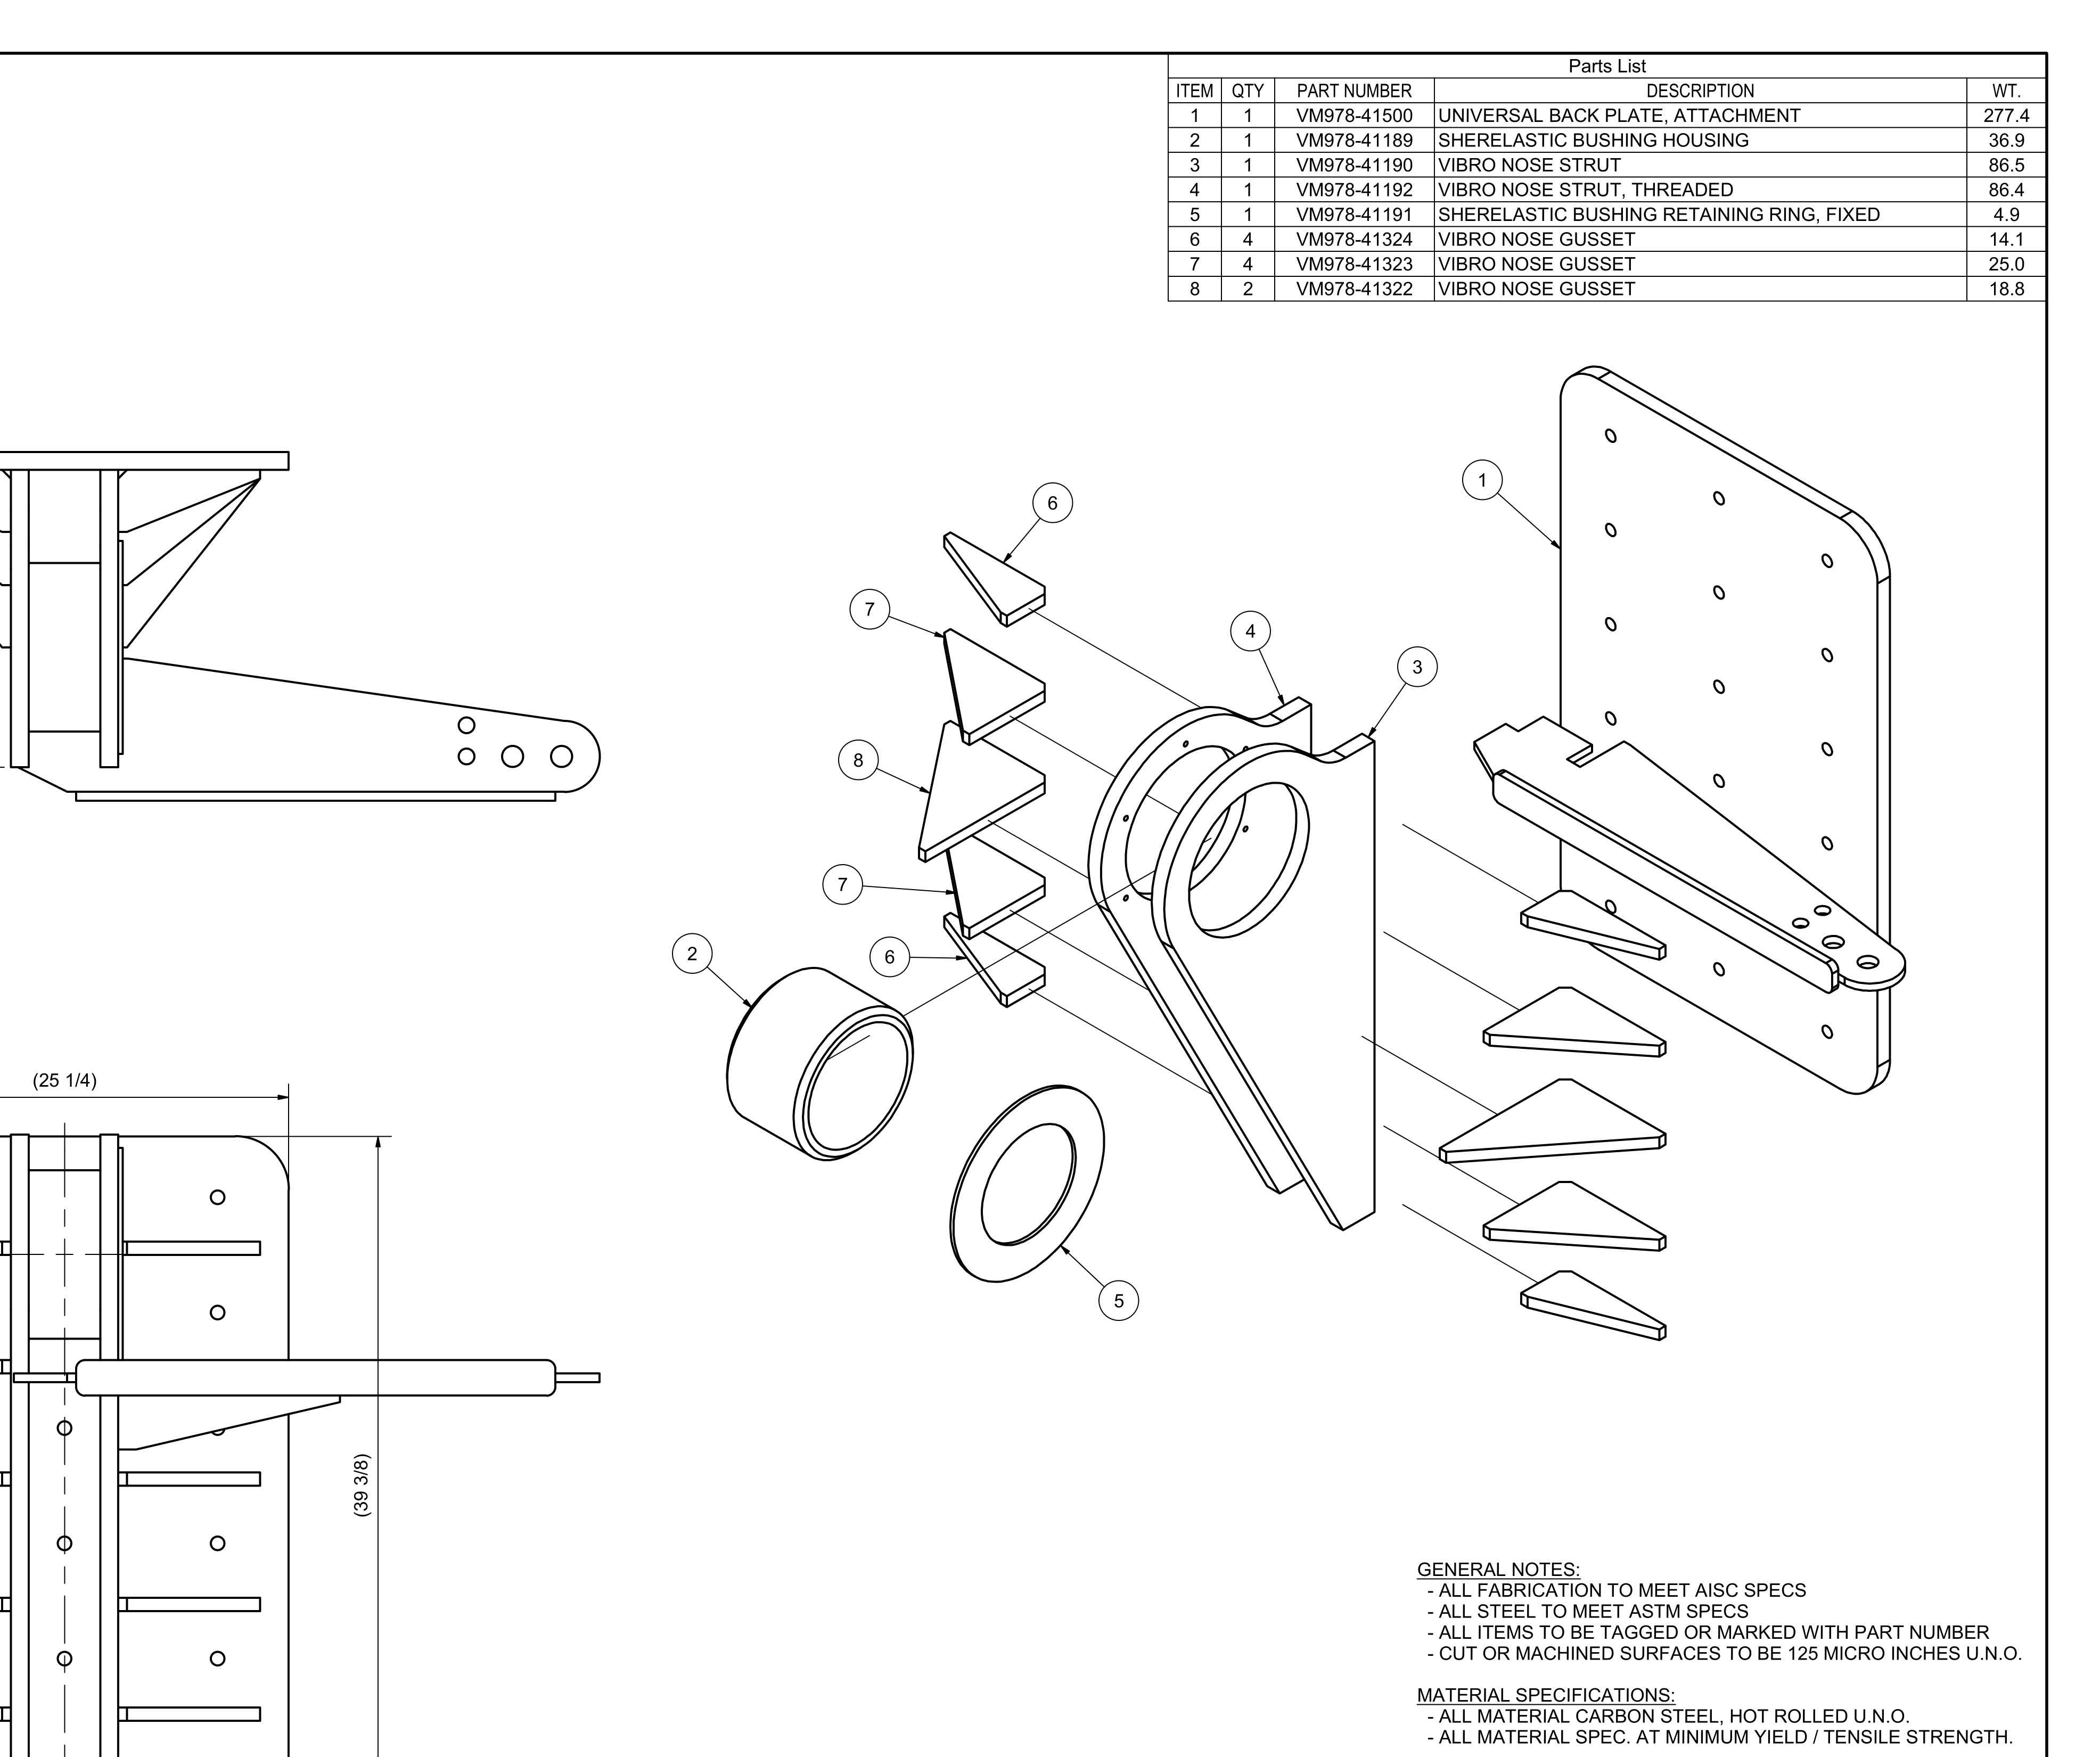 Parts List
ITEM QTY PART NUMBER DESCRIPTION WT.
1 1 VM978-41500 UNIVERSAL BACK PLATE, ATTACHMENT 277.4
2 1 VM978-41189 SHERELASTIC BUSHING HOUSING 36.9
3 1 VM978-41190 VIBRO NOSE STRUT 86.5
4 1 VM978-41192 VIBRO NOSE STRUT, THREADED 86.4
5 1 VM978-41191 SHERELASTIC BUSHING RETAINING RING, FIXED 4.9
6 4 VM978-41324 VIBRO NOSE GUSSET 14.1
7 4 VM978-41323 VIBRO NOSE GUSSET 25.0
8 2 VM978-41322 VIBRO NOSE GUSSET 18.8
1
6
7
4
3
8
7
2
6
5
(25 1/4)
(39 3/8)
GENERAL NOTES:
- ALL FABRICATION TO MEET AISC SPECS
- ALL STEEL TO MEET ASTM SPECS
- ALL ITEMS TO BE TAGGED OR MARKED WITH PART NUMBER
- CUT OR MACHINED SURFACES TO BE 125 MICRO INCHES U.N.O.
MATERIAL SPECIFICATIONS:
- ALL MATERIAL CARBON STEEL, HOT ROLLED U.N.O.
- ALL MATERIAL SPEC. AT MINIMUM YIELD / TENSILE STRENGTH.